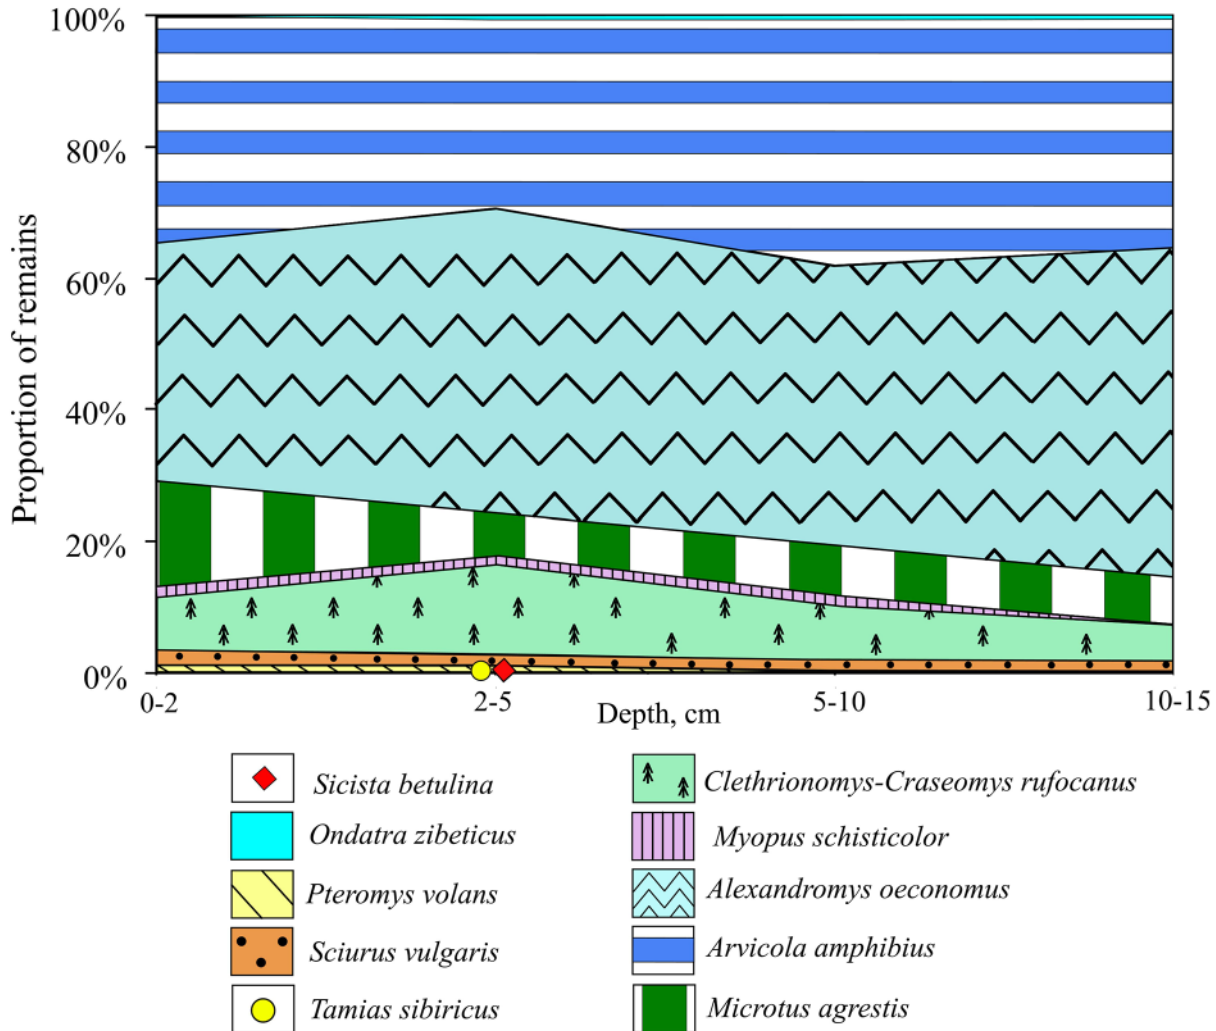 100%
80%
60%
40%
20%
0%
Proportion of remains
0-2
2-5
5-10
10-15
Depth, cm
Sicista betulina
Ondatra zibeticus
Pteromys volans
Sciurus vulgaris
Tamias sibiricus
Clethrionomys-Craseomys rufocanus
Myopus schisticolor
Alexandromys oeconomus
Arvicola amphibius
Microtus agrestis